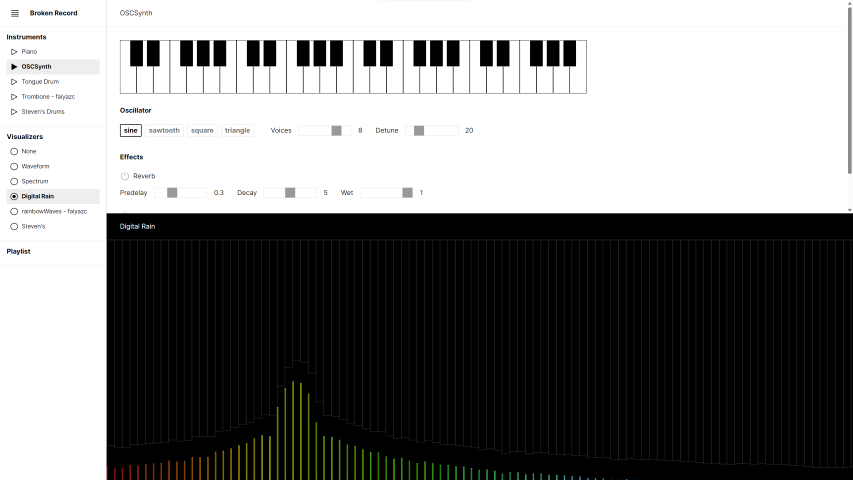 Broken Record
OSCSynth
Instruments
Piano
OSCSynth
Tongue Drum
Trombone - faiyazc
Steven's Drums
Visualizers
None
Waveform
Spectrum
Digital Rain
rainbowWaves - faiyazc
Steven's
Playlist
Oscillator
sine sawtooth square triangle Voices 8 Detune 20
Effects
Reverb
Predelay 0.3 Decay 5 Wet 1
Digital Rain